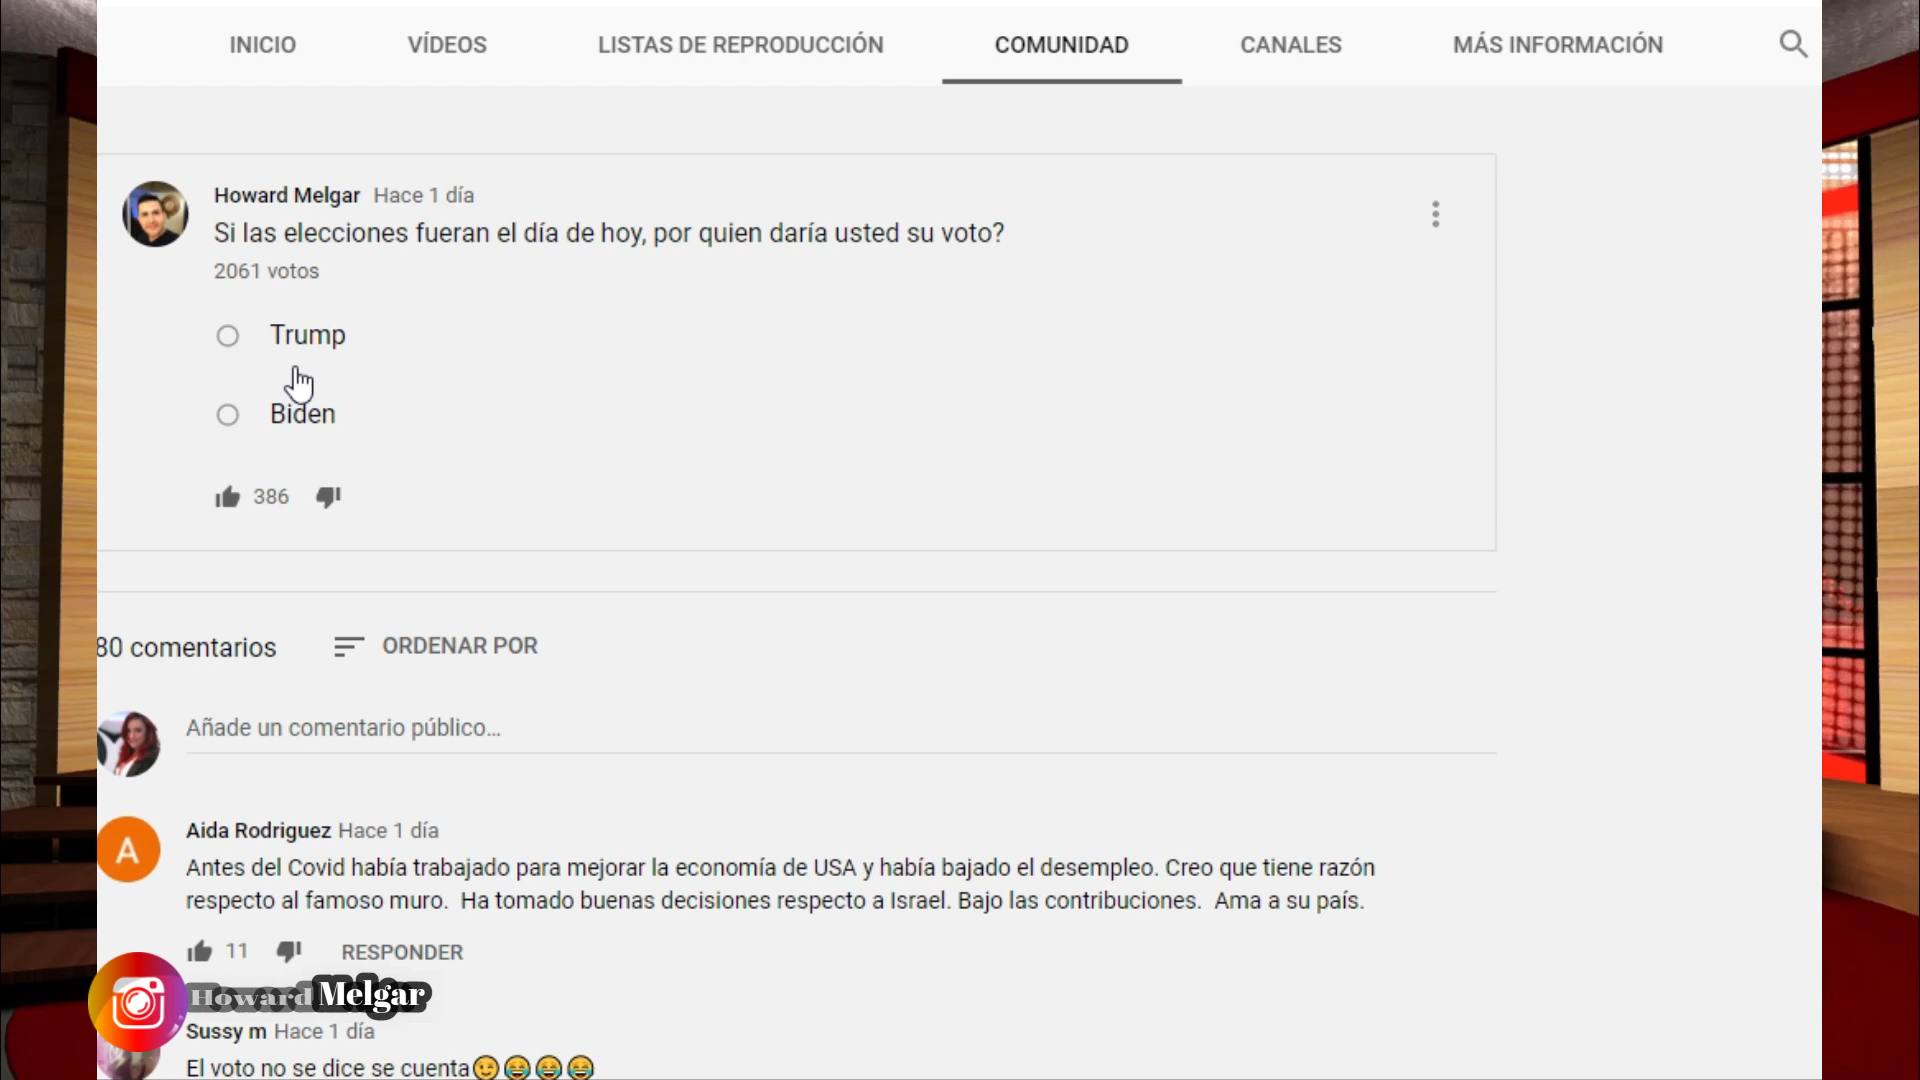 INICIO VÍDEOS LISTAS DE REPRODUCCIÓN COMUNIDAD CANALES MÁS INFORMACIÓN
Howard Melgar Hace 1 día
Si las elecciones fueran el día de hoy, por quien daría usted su voto?
2061 votos
Trump
Biden
386
80 comentarios ORDENAR POR
Añade un comentario público...
A
Aida Rodriguez Hace 1 día
Antes del Covid había trabajado para mejorar la economía de USA y había bajado el desempleo. Creo que tiene razón
respecto al famoso muro. Ha tomado buenas decisiones respecto a Israel. Bajo las contribuciones. Ama a su país.
11 RESPONDER
Howard Melgar
Sussy m Hace 1 día
El voto no se dice se cuenta😉😂😂😂